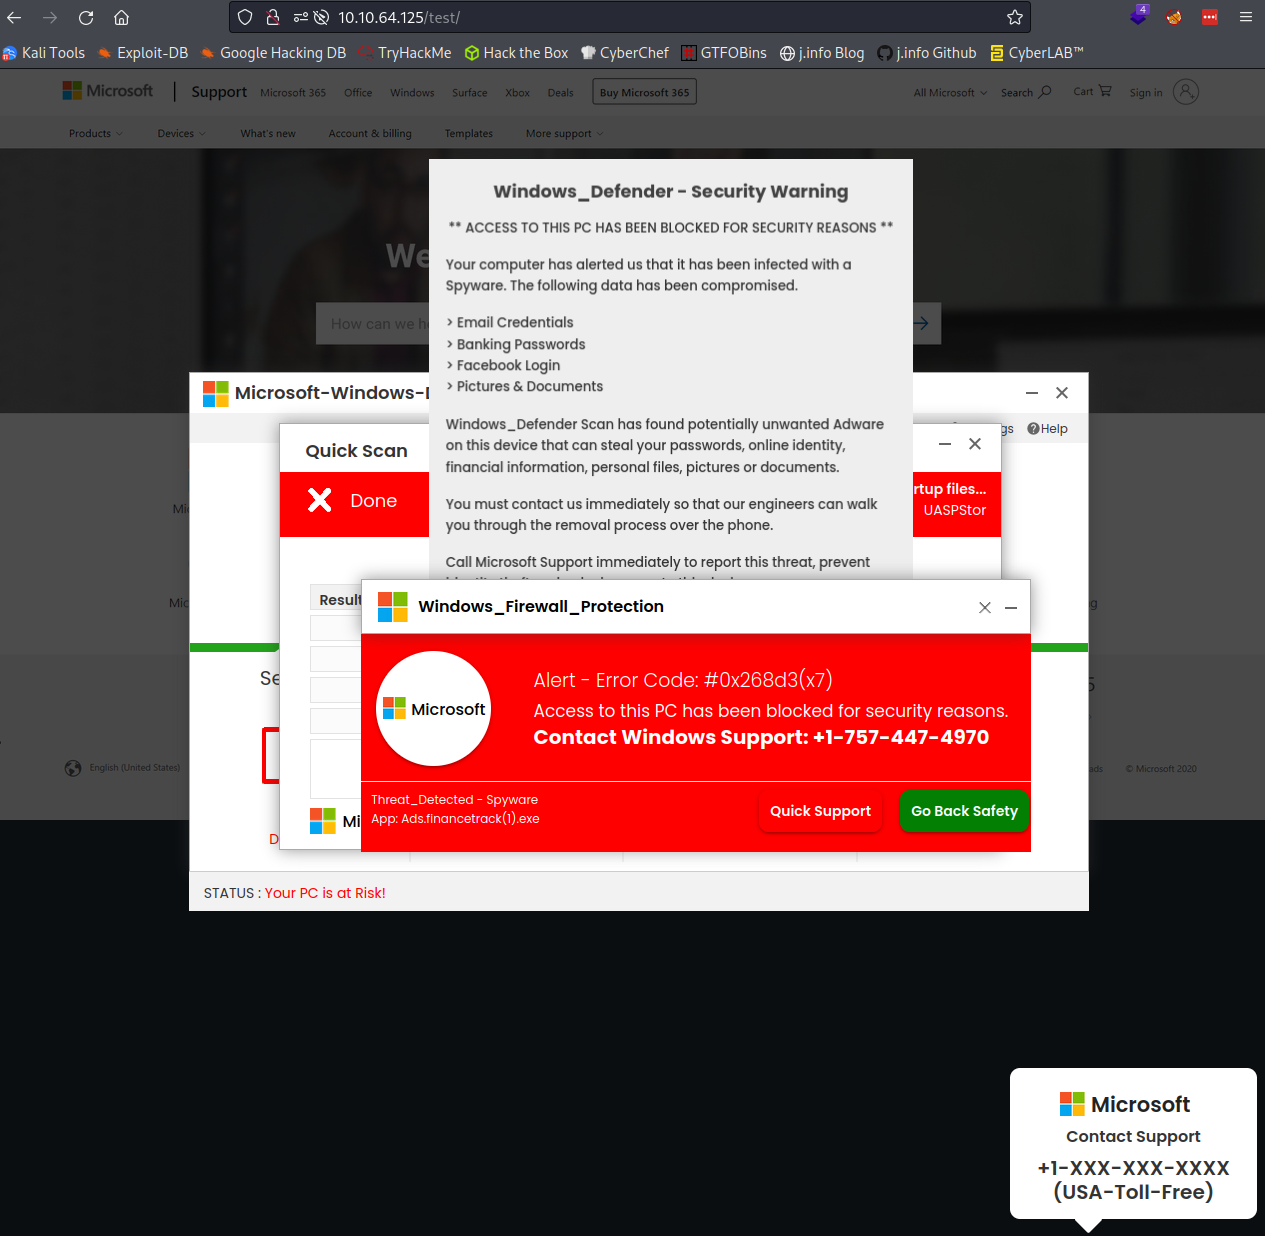 10.10.64.125/test/
4
Kali Tools Exploit-DB Google Hacking DB TryHackMe Hack the Box CyberChef GTFOBins j.info Blog j.info Github CyberLAB™
Microsoft Support Microsoft 365 Office Windows Surface Xbox Deals Buy Microsoft 365 All Microsoft Search Cart Sign in
Products Devices What's new Account & billing Templates More support
We
How can we he
Windows_Defender - Security Warning
** ACCESS TO THIS PC HAS BEEN BLOCKED FOR SECURITY REASONS **
Your computer has alerted us that it has been infected with a
Spyware. The following data has been compromised.
> Email Credentials
> Banking Passwords
> Facebook Login
> Pictures & Documents
Windows_Defender Scan has found potentially unwanted Adware
on this device that can steal your passwords, online identity,
financial information, personal files, pictures or documents.
You must contact us immediately so that our engineers can walk
you through the removal process over the phone.
Call Microsoft Support immediately to report this threat, prevent
Microsoft-Windows-D
gs Help
Quick Scan
Done
rtup files...
UASPStor
Mi
Mic
ng
Result
Se
5
Mi
D
Windows_Firewall_Protection
Microsoft
Alert - Error Code: #0x268d3(x7)
Access to this PC has been blocked for security reasons.
Contact Windows Support: +1-757-447-4970
Threat_Detected - Spyware
App: Ads.financetrack(1).exe
Quick Support
Go Back Safety
English (United States)
ads © Microsoft 2020
STATUS : Your PC is at Risk!
Microsoft
Contact Support
+1-XXX-XXX-XXXX
(USA-Toll-Free)